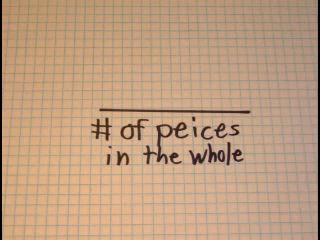 # of peices
in the whole